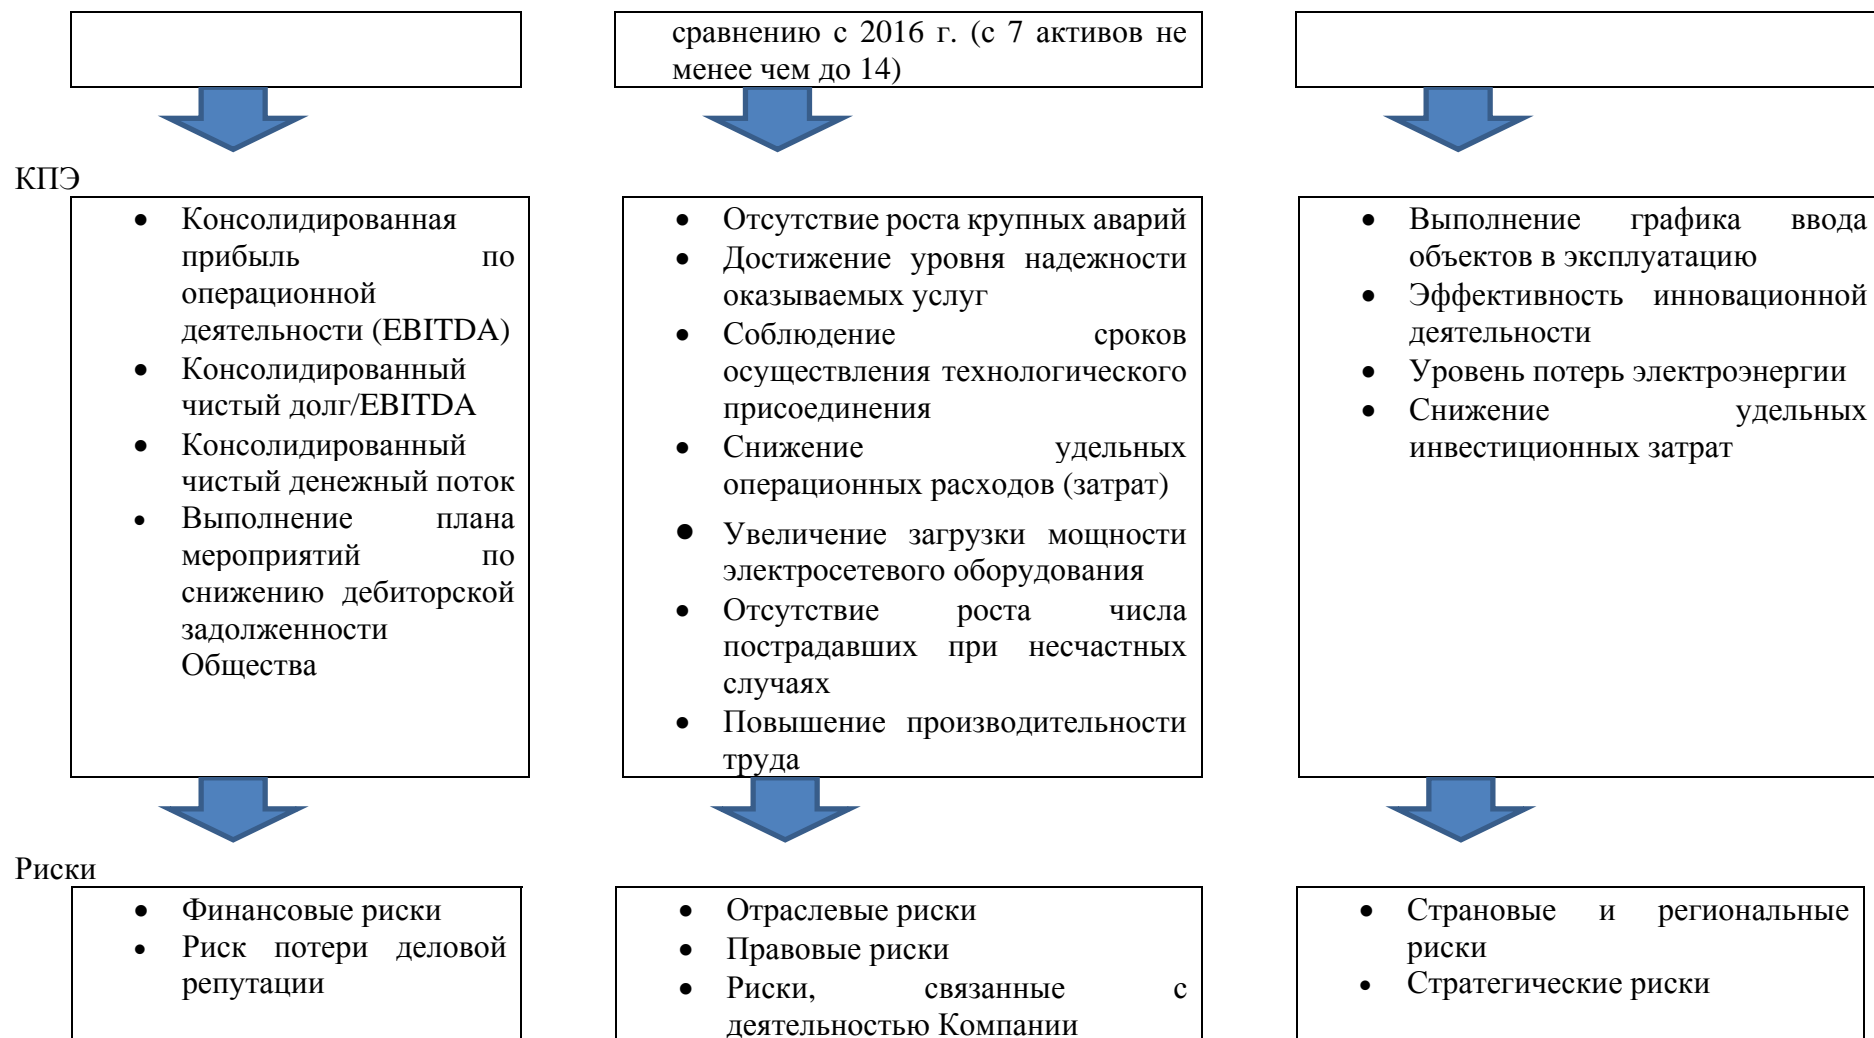 сравнению с 2016 г. (с 7 активов не
менее чем до 14)
КПЭ
• Консолидированная
прибыль по
операционной
деятельности (EBITDA)
• Консолидированный
чистый долг/EBITDA
• Консолидированный
чистый денежный поток
• Выполнение плана
мероприятий по
снижению дебиторской
задолженности
Общества
• Отсутствие роста крупных аварий
• Достижение уровня надежности
оказываемых услуг
• Соблюдение сроков
осуществления технологического
присоединения
• Снижение удельных
операционных расходов (затрат)
• Увеличение загрузки мощности
электросетевого оборудования
• Отсутствие роста числа
пострадавших при несчастных
случаях
• Повышение производительности
труда
• Выполнение графика ввода
объектов в эксплуатацию
• Эффективность инновационной
деятельности
• Уровень потерь электроэнергии
• Снижение удельных
инвестиционных затрат
Риски
• Финансовые риски
• Риск потери деловой
репутации
• Отраслевые риски
• Правовые риски
• Риски, связанные с
деятельностью Компании
• Страновые и региональные
риски
• Стратегические риски